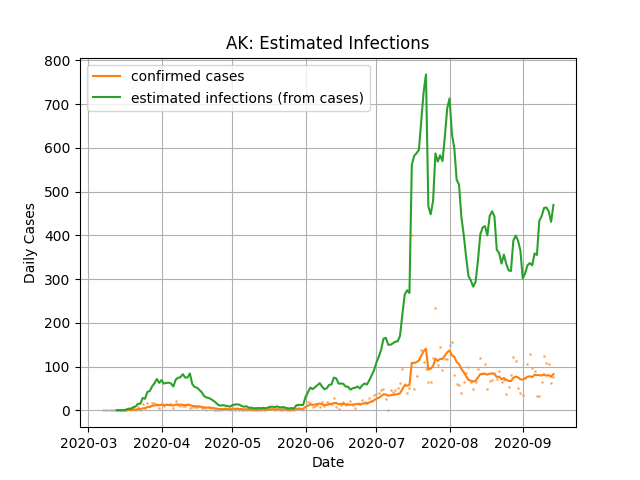 AK: Estimated Infections
confirmed cases
estimated infections (from cases)
800
700
600
500
400
300
200
100
0
Daily Cases
2020-03 2020-04 2020-05 2020-06 2020-07 2020-08 2020-09
Date